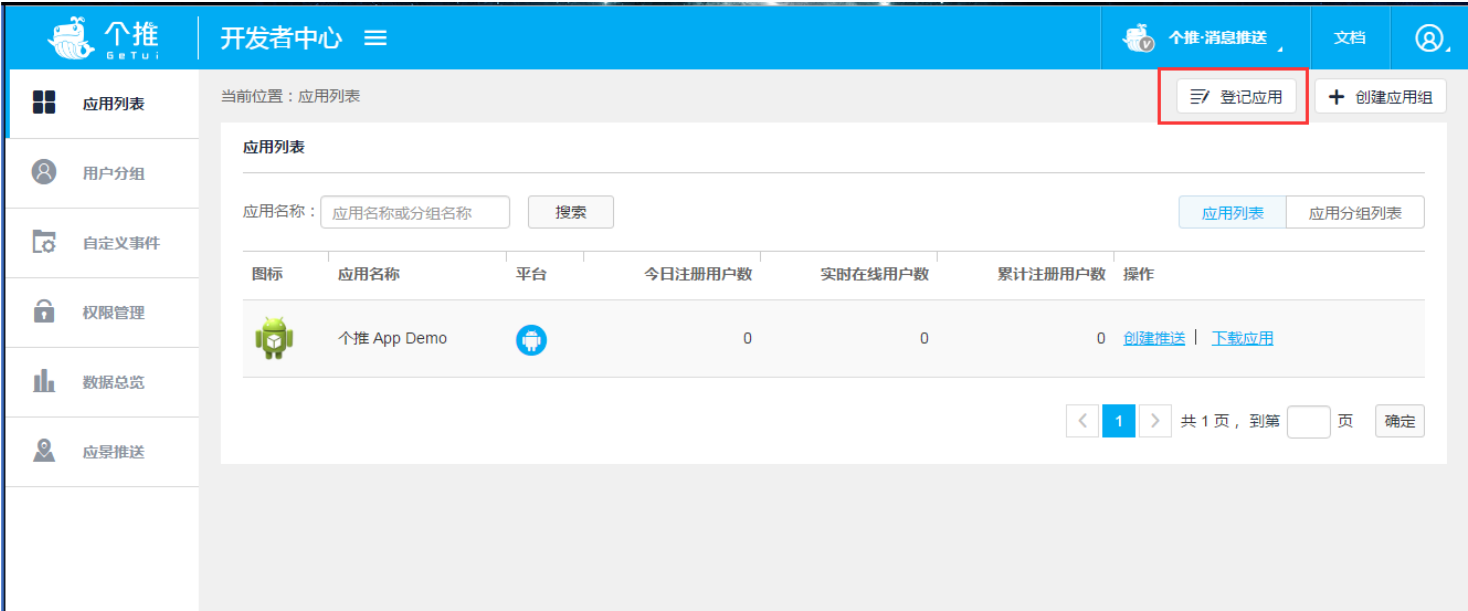 个推 GeTui 开发者中心 个推·消息推送 文档
应用列表
用户分组
自定义事件
权限管理
数据总览
应景推送
当前位置：应用列表 登记应用 创建应用组
应用列表
应用名称： 应用名称或分组名称 搜索 应用列表 应用分组列表
图标 应用名称 平台 今日注册用户数 实时在线用户数 累计注册用户数 操作
个推 App Demo 0 0 0 创建推送 | 下载应用
< 1 > 共 1 页，到第 页 确定